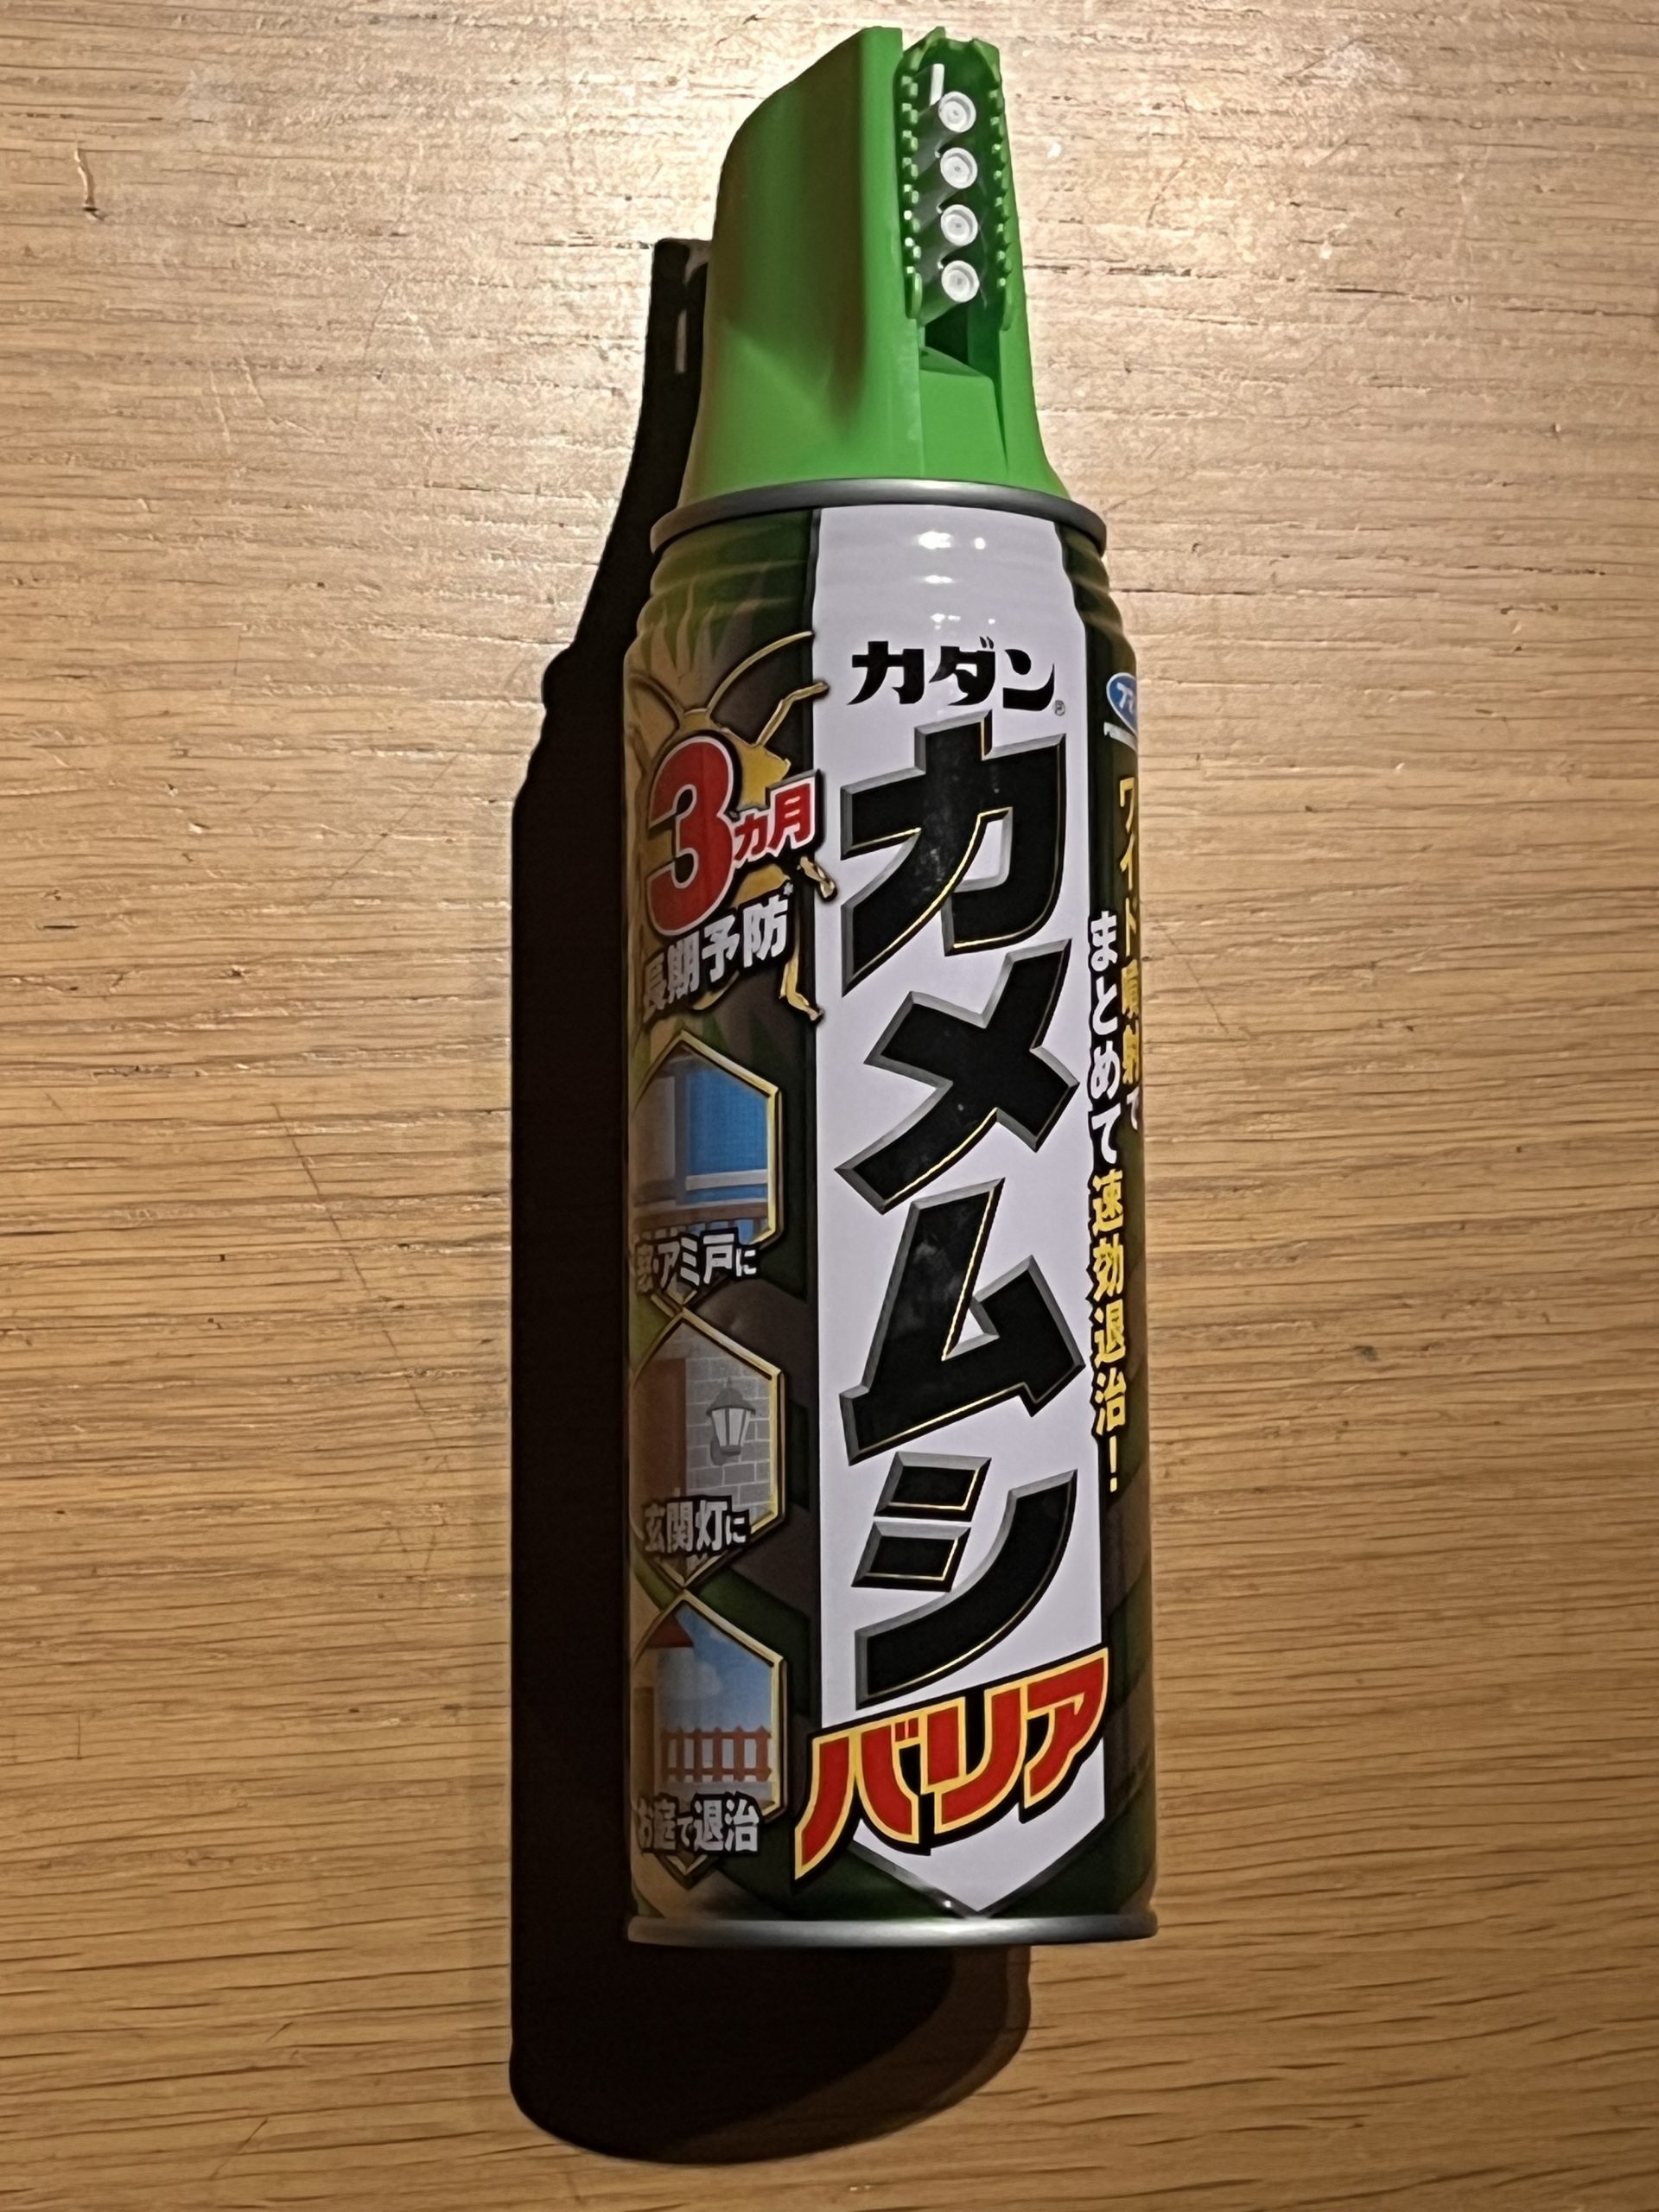 カダン®
カメムシ
バリア
ワイド噴射で
まとめて速効退治！
3ヵ月
長期予防*
窓・アミ戸に
玄関灯に
お庭で退治